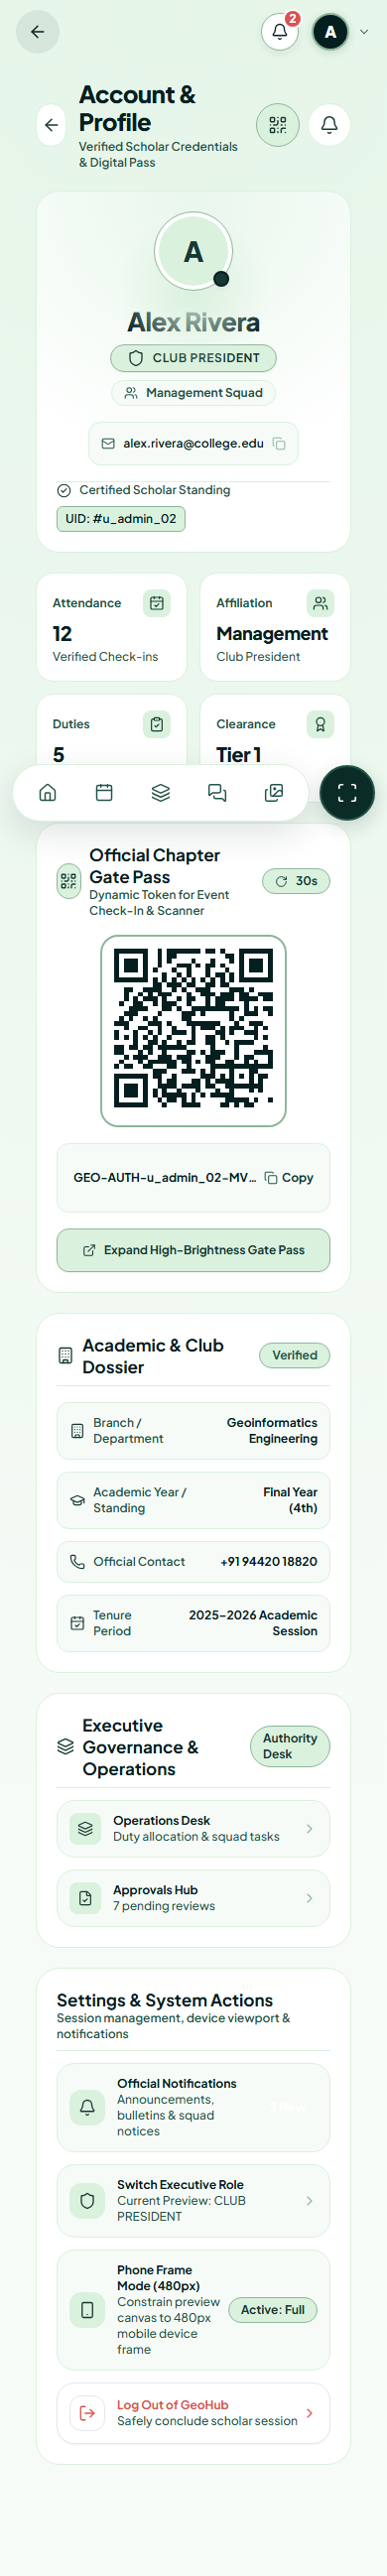 2
A
Account &
Profile
Verified Scholar Credentials
& Digital Pass
A
Alex Rivera
CLUB PRESIDENT
Management Squad
alex.rivera@college.edu
Certified Scholar Standing
UID: #u_admin_02
Attendance
12
Verified Check-ins
Affiliation
Management
Club President
Duties
5
Clearance
Tier 1
Official Chapter
Gate Pass
Dynamic Token for Event
Check-In & Scanner
30s
GEO-AUTH-u_admin_02-MV...
Copy
Expand High-Brightness Gate Pass
Academic & Club
Dossier
Verified
Branch /
Department
Geoinformatics
Engineering
Academic Year /
Standing
Final Year
(4th)
Official Contact
+91 94420 18820
Tenure
Period
2025–2026 Academic
Session
Executive
Governance &
Operations
Authority
Desk
Operations Desk
Duty allocation & squad tasks
Approvals Hub
7 pending reviews
Settings & System Actions
Session management, device viewport &
notifications
Official Notifications
Announcements,
bulletins & squad
notices
Switch Executive Role
Current Preview: CLUB
PRESIDENT
Phone Frame
Mode (480px)
Constrain preview
canvas to 480px
mobile device
frame
Active: Full
Log Out of GeoHub
Safely conclude scholar session